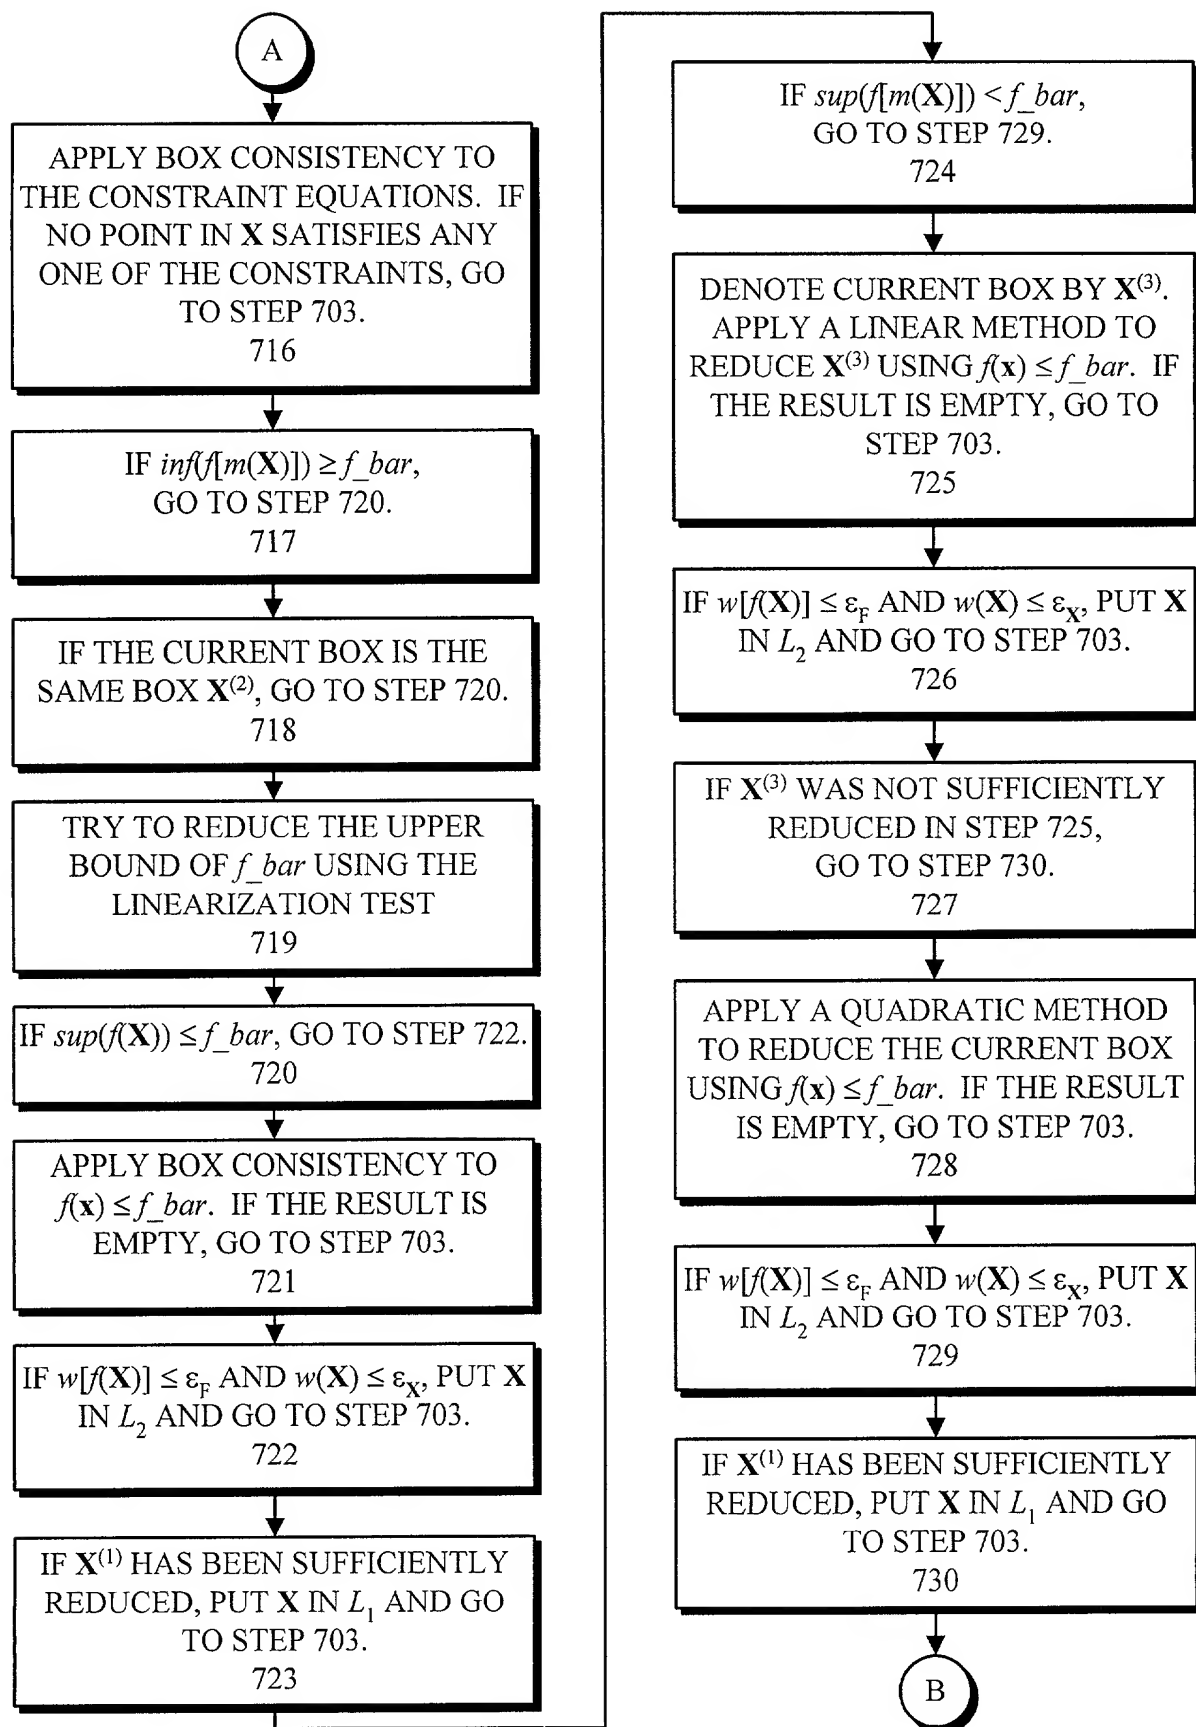 A
APPLY BOX CONSISTENCY TO
THE CONSTRAINT EQUATIONS. IF
NO POINT IN X SATISFIES ANY
ONE OF THE CONSTRAINTS, GO
TO STEP 703.
716
IF inf(f[m(X)]) ≥ f_bar,
GO TO STEP 720.
717
IF THE CURRENT BOX IS THE
SAME BOX X⁽²⁾, GO TO STEP 720.
718
TRY TO REDUCE THE UPPER
BOUND OF f_bar USING THE
LINEARIZATION TEST
719
IF sup(f(X)) ≤ f_bar, GO TO STEP 722.
720
APPLY BOX CONSISTENCY TO
f(x) ≤ f_bar. IF THE RESULT IS
EMPTY, GO TO STEP 703.
721
IF w[f(X)] ≤ ε_F AND w(X) ≤ ε_X, PUT X
IN L₂ AND GO TO STEP 703.
722
IF X⁽¹⁾ HAS BEEN SUFFICIENTLY
REDUCED, PUT X IN L₁ AND GO
TO STEP 703.
723
IF sup(f[m(X)]) < f_bar,
GO TO STEP 729.
724
DENOTE CURRENT BOX BY X⁽³⁾.
APPLY A LINEAR METHOD TO
REDUCE X⁽³⁾ USING f(x) ≤ f_bar. IF
THE RESULT IS EMPTY, GO TO
STEP 703.
725
IF w[f(X)] ≤ ε_F AND w(X) ≤ ε_X, PUT X
IN L₂ AND GO TO STEP 703.
726
IF X⁽³⁾ WAS NOT SUFFICIENTLY
REDUCED IN STEP 725,
GO TO STEP 730.
727
APPLY A QUADRATIC METHOD
TO REDUCE THE CURRENT BOX
USING f(x) ≤ f_bar. IF THE RESULT
IS EMPTY, GO TO STEP 703.
728
IF w[f(X)] ≤ ε_F AND w(X) ≤ ε_X, PUT X
IN L₂ AND GO TO STEP 703.
729
IF X⁽¹⁾ HAS BEEN SUFFICIENTLY
REDUCED, PUT X IN L₁ AND GO
TO STEP 703.
730
B